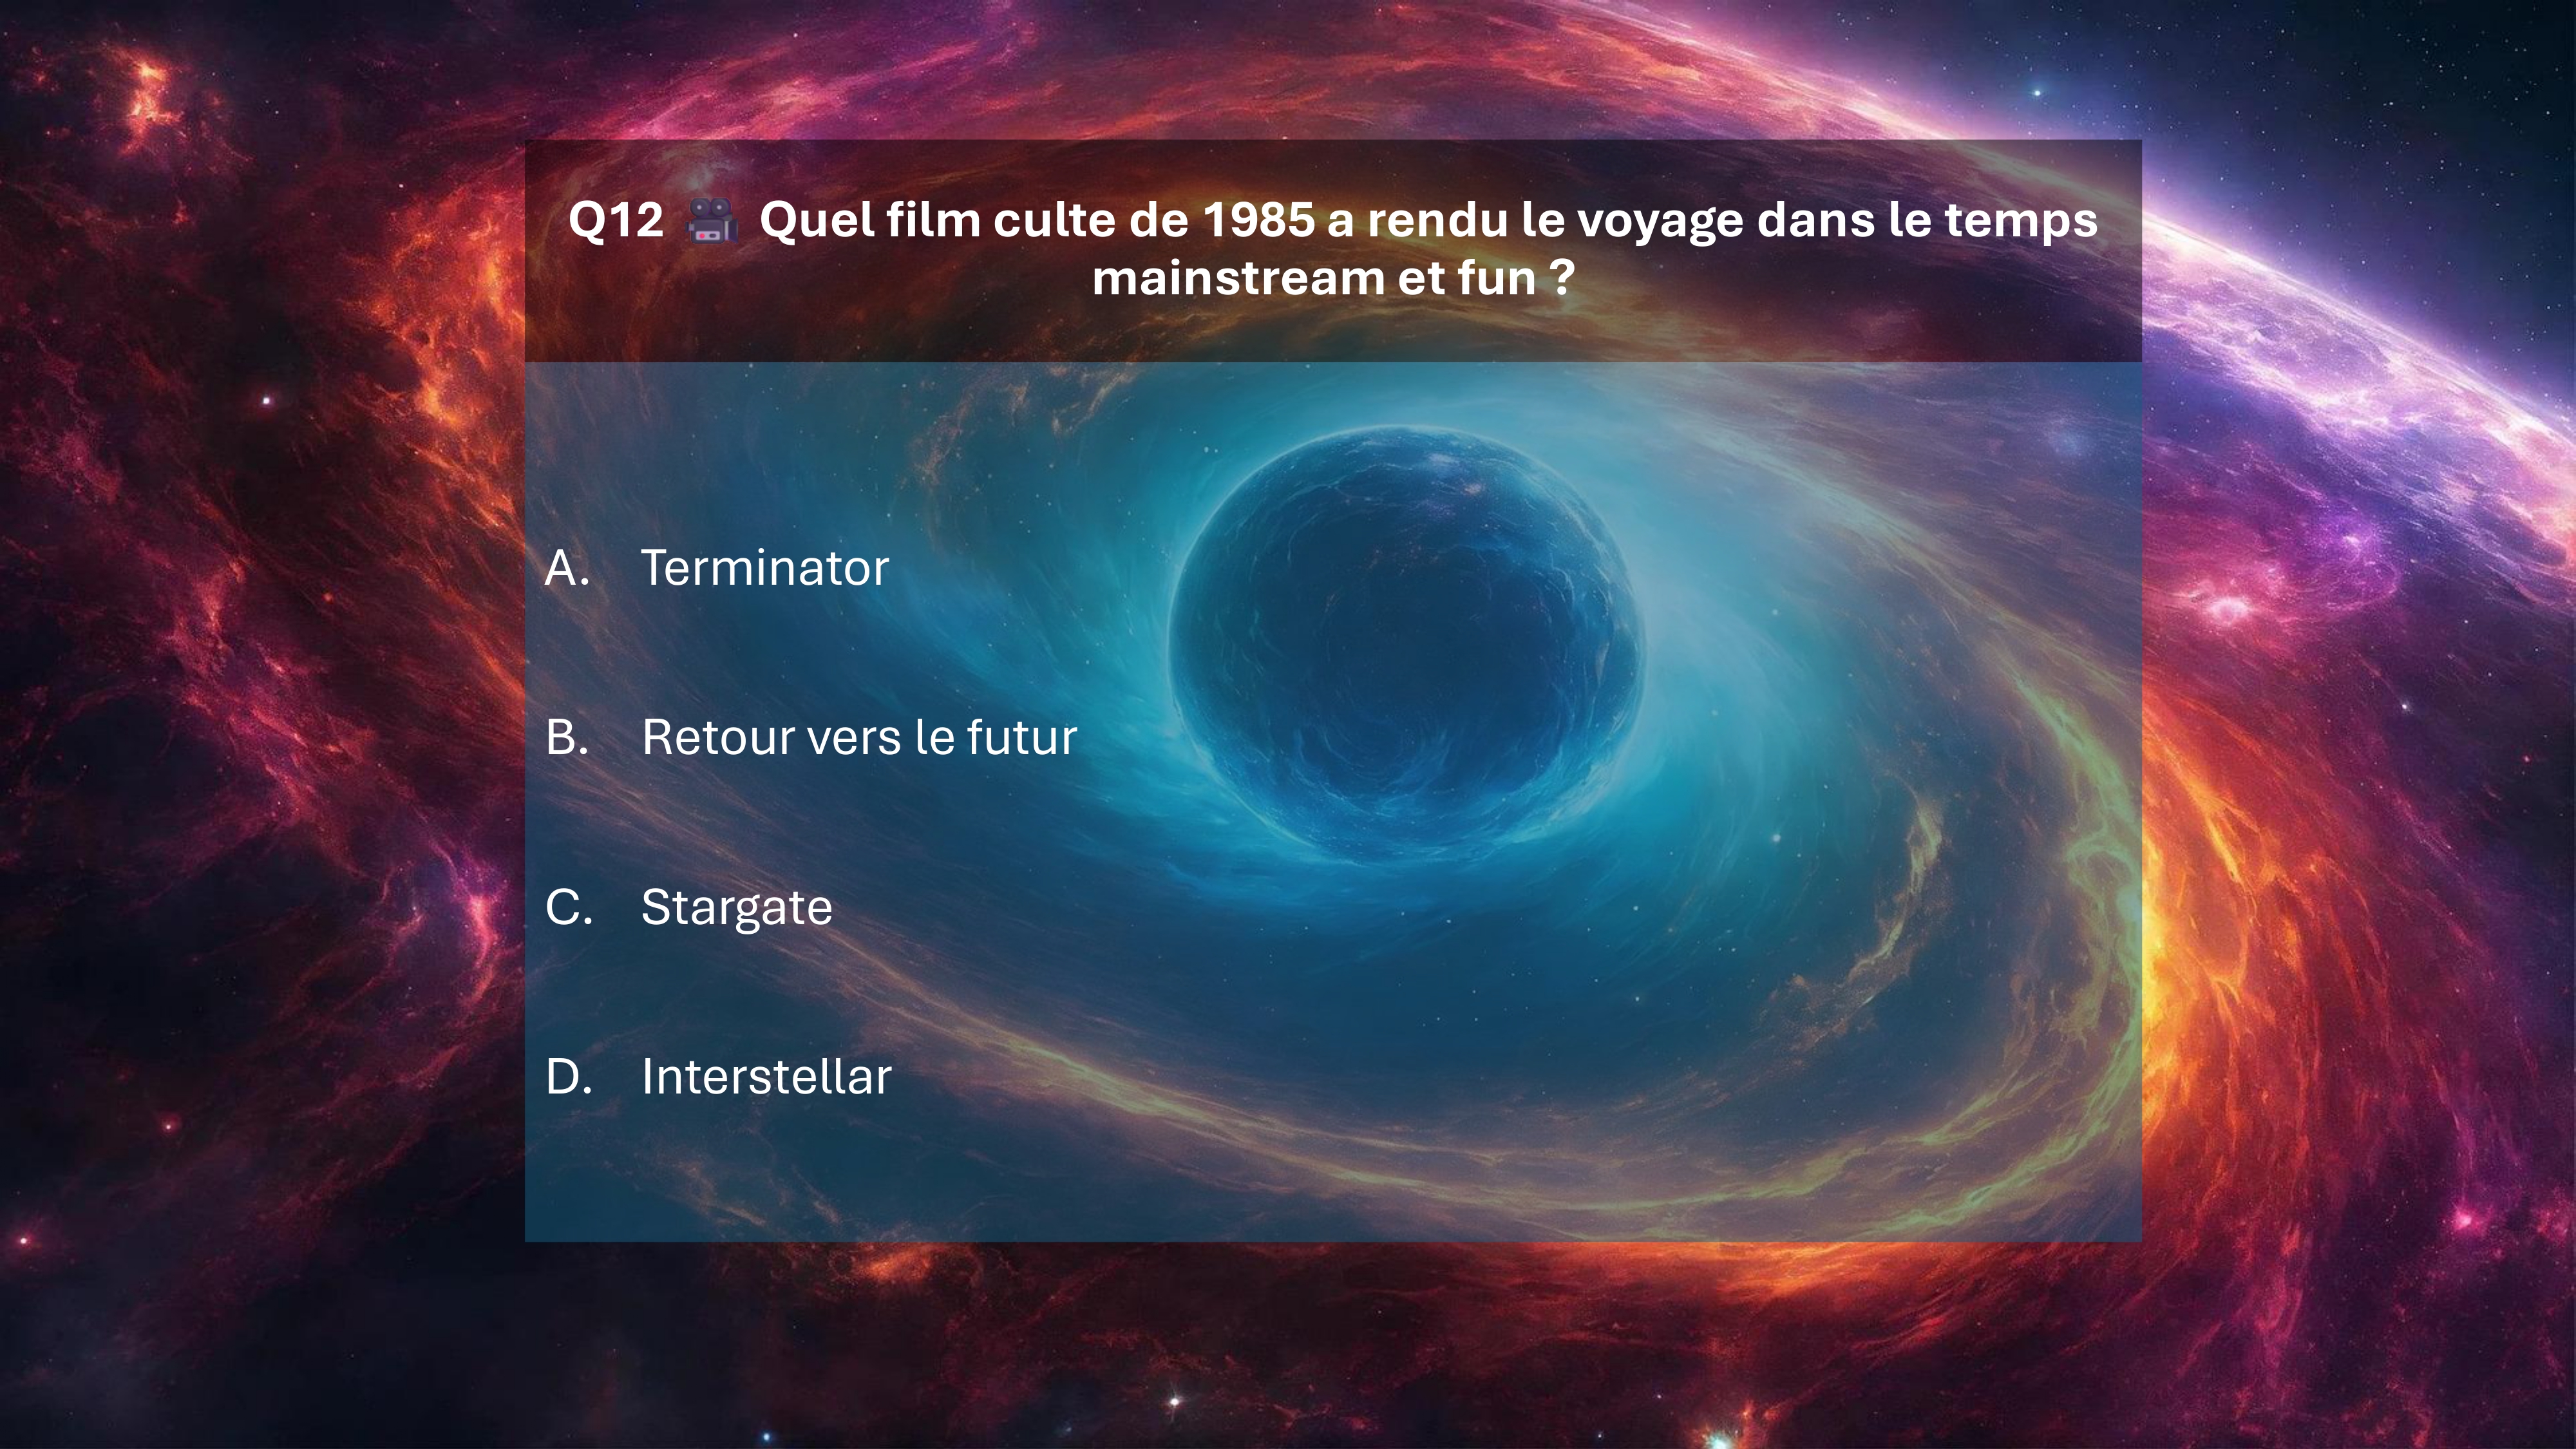 Q12 🎥 Quel film culte de 1985 a rendu le voyage dans le temps
mainstream et fun ?
A. Terminator
B. Retour vers le futur
C. Stargate
D. Interstellar